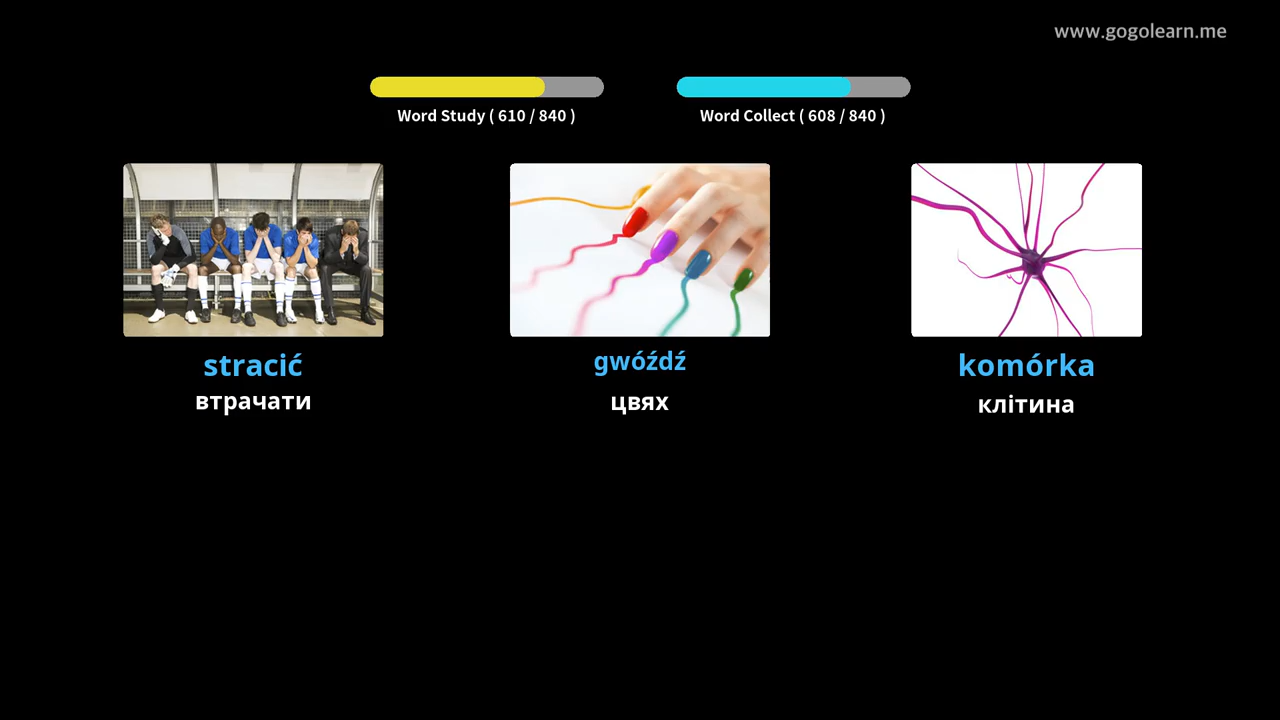 www.gogolearn.me
Word Study ( 610 / 840 )
Word Collect ( 608 / 840 )
stracić
втрачати
gwóźdź
цвях
komórka
клітина